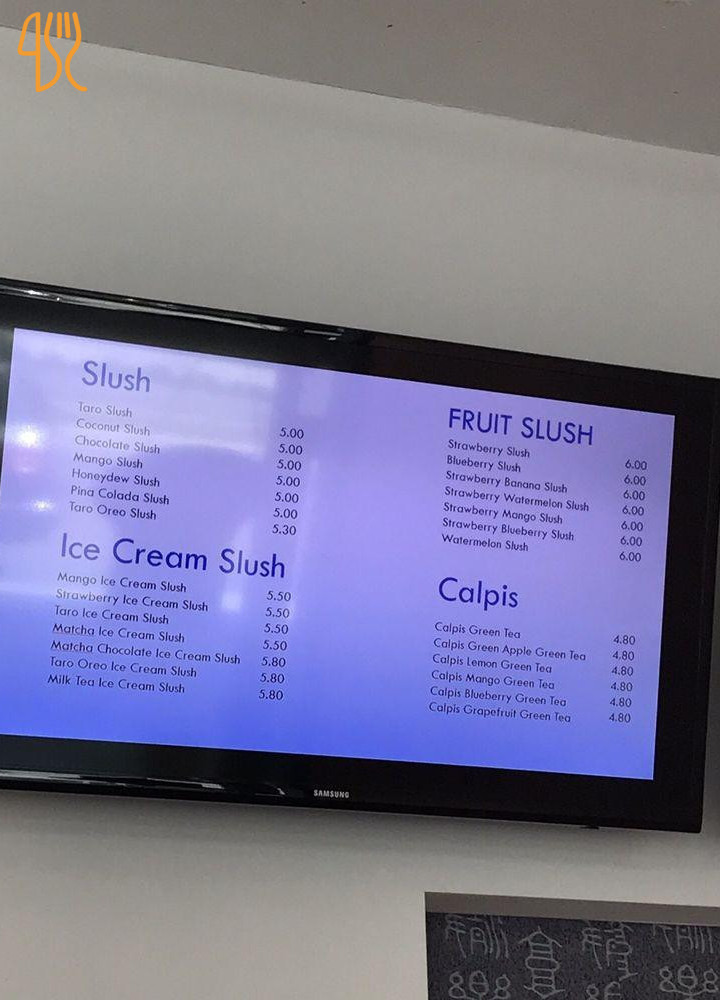 Slush
Taro Slush 5.00
Coconut Slush 5.00
Chocolate Slush 5.00
Mango Slush 5.00
Honeydew Slush 5.00
Pina Colada Slush 5.00
Taro Oreo Slush 5.30
Ice Cream Slush
Mango Ice Cream Slush 5.50
Strawberry Ice Cream Slush 5.50
Taro Ice Cream Slush 5.50
Matcha Ice Cream Slush 5.50
Matcha Chocolate Ice Cream Slush 5.80
Taro Oreo Ice Cream Slush 5.80
Milk Tea Ice Cream Slush 5.80
FRUIT SLUSH
Strawberry Slush 6.00
Blueberry Slush 6.00
Strawberry Banana Slush 6.00
Strawberry Watermelon Slush 6.00
Strawberry Mango Slush 6.00
Strawberry Blueberry Slush 6.00
Watermelon Slush 6.00
Calpis
Calpis Green Tea 4.80
Calpis Green Apple Green Tea 4.80
Calpis Lemon Green Tea 4.80
Calpis Mango Green Tea 4.80
Calpis Blueberry Green Tea 4.80
Calpis Grapefruit Green Tea 4.80
SAMSUNG